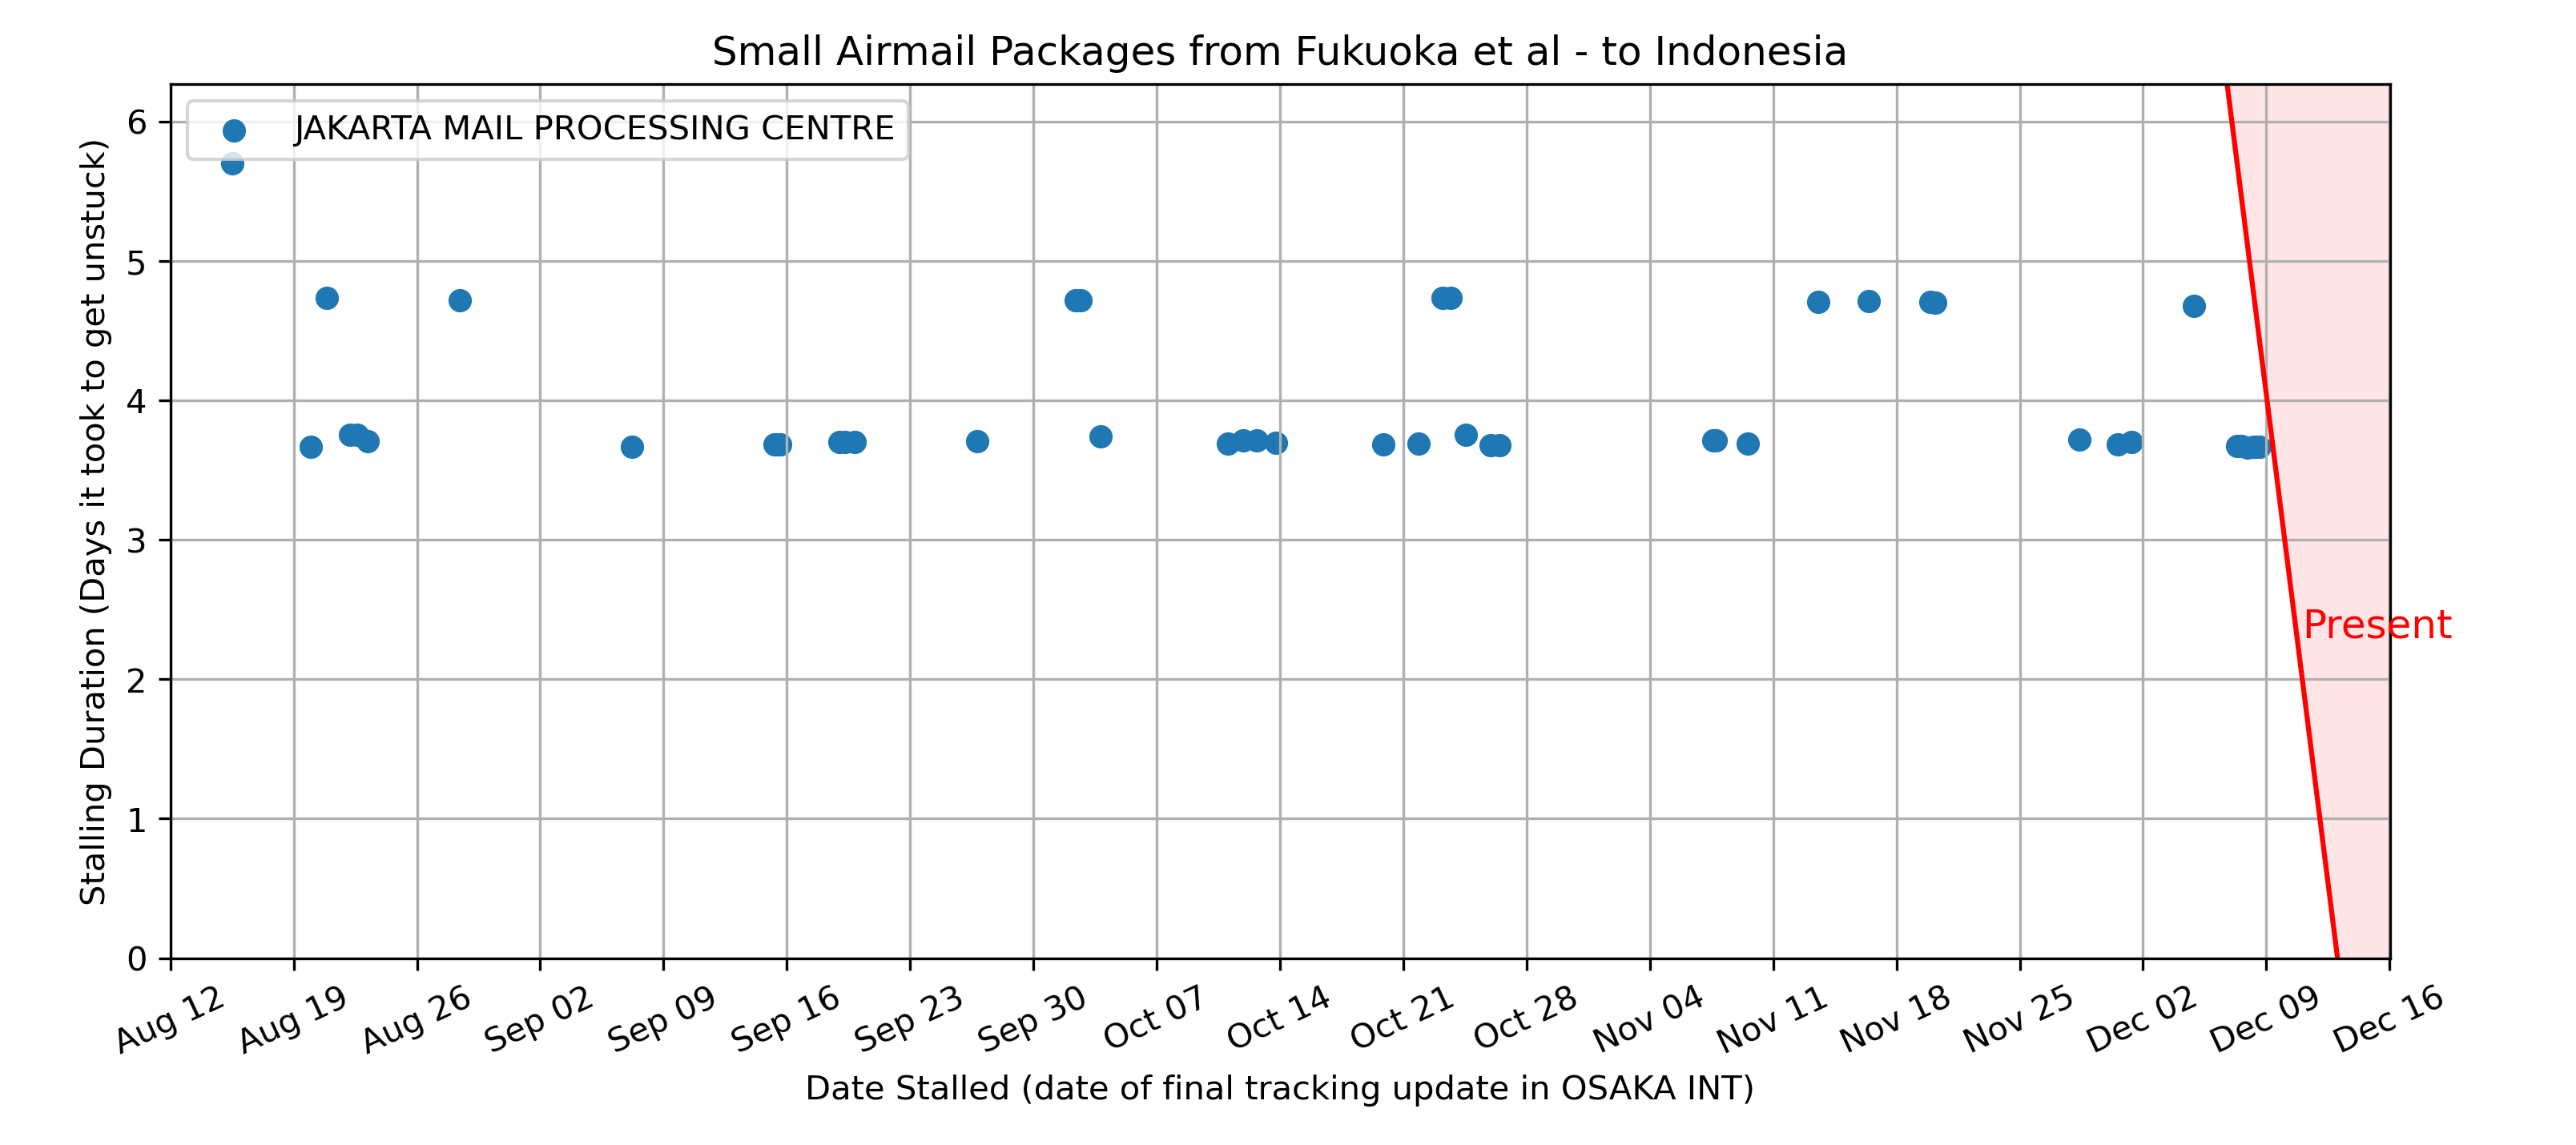 Small Airmail Packages from Fukuoka et al - to Indonesia
JAKARTA MAIL PROCESSING CENTRE
Stalling Duration (Days it took to get unstuck)
6
5
4
3
2
1
0
Present
Aug 12
Aug 19
Aug 26
Sep 02
Sep 09
Sep 16
Sep 23
Sep 30
Oct 07
Oct 14
Oct 21
Oct 28
Nov 04
Nov 11
Nov 18
Nov 25
Dec 02
Dec 09
Dec 16
Date Stalled (date of final tracking update in OSAKA INT)